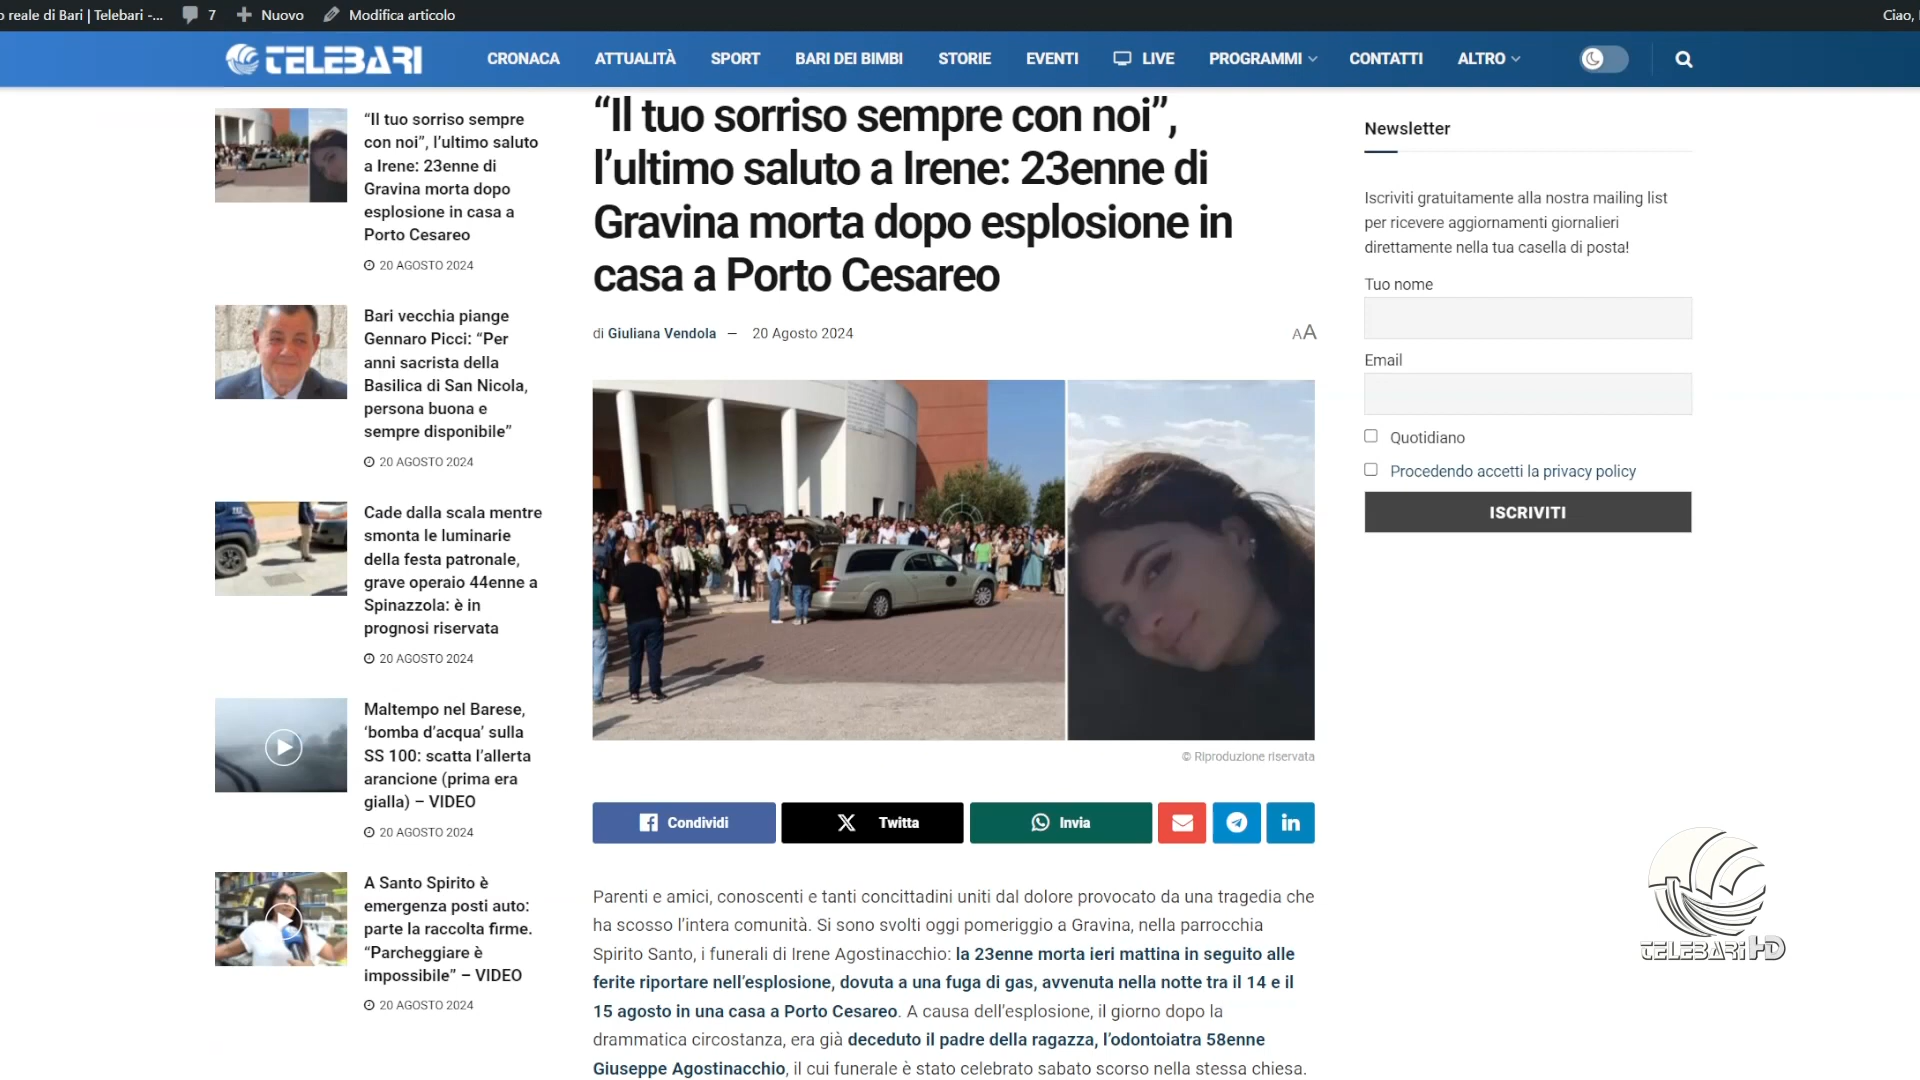 o reale di Bari | Telebari -...
7
Nuovo
Modifica articolo
Ciao,
TELEBARI
CRONACA
ATTUALITÀ
SPORT
BARI DEI BIMBI
STORIE
EVENTI
LIVE
PROGRAMMI
CONTATTI
ALTRO
“Il tuo sorriso sempre
con noi”, l’ultimo saluto
a Irene: 23enne di
Gravina morta dopo
esplosione in casa a
Porto Cesareo
20 AGOSTO 2024
Bari vecchia piange
Gennaro Picci: “Per
anni sacrista della
Basilica di San Nicola,
persona buona e
sempre disponibile”
20 AGOSTO 2024
Cade dalla scala mentre
smonta le luminarie
della festa patronale,
grave operaio 44enne a
Spinazzola: è in
prognosi riservata
20 AGOSTO 2024
Maltempo nel Barese,
‘bomba d’acqua’ sulla
SS 100: scatta l’allerta
arancione (prima era
gialla) – VIDEO
20 AGOSTO 2024
A Santo Spirito è
emergenza posti auto:
parte la raccolta firme.
“Parcheggiare è
impossibile” – VIDEO
20 AGOSTO 2024
“Il tuo sorriso sempre con noi”,
l’ultimo saluto a Irene: 23enne di
Gravina morta dopo esplosione in
casa a Porto Cesareo
di Giuliana Vendola — 20 Agosto 2024
AA
© Riproduzione riservata
Condividi
Twitta
Invia
in
Parenti e amici, conoscenti e tanti concittadini uniti dal dolore provocato da una tragedia che
ha scosso l’intera comunità. Si sono svolti oggi pomeriggio a Gravina, nella parrocchia
Spirito Santo, i funerali di Irene Agostinacchio: la 23enne morta ieri mattina in seguito alle
ferite riportare nell’esplosione, dovuta a una fuga di gas, avvenuta nella notte tra il 14 e il
15 agosto in una casa a Porto Cesareo. A causa dell’esplosione, il giorno dopo la
drammatica circostanza, era già deceduto il padre della ragazza, l’odontoiatra 58enne
Giuseppe Agostinacchio, il cui funerale è stato celebrato sabato scorso nella stessa chiesa.
Newsletter
Iscriviti gratuitamente alla nostra mailing list
per ricevere aggiornamenti giornalieri
direttamente nella tua casella di posta!
Tuo nome
Email
Quotidiano
Procedendo accetti la privacy policy
ISCRIVITI
TELEBARI HD